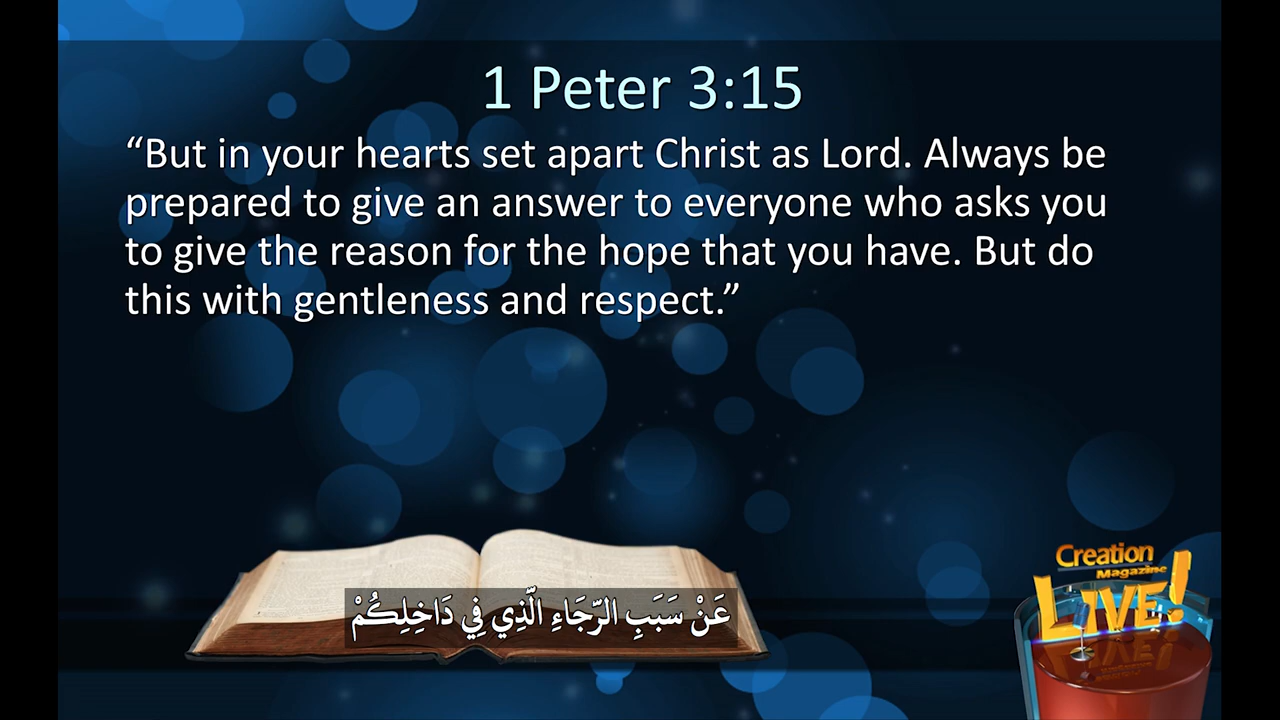 1 Peter 3:15
“But in your hearts set apart Christ as Lord. Always be
prepared to give an answer to everyone who asks you
to give the reason for the hope that you have. But do
this with gentleness and respect.”
عَنْ سَبَبِ الرّجَاءِ الّذِي فِي دَاخِلِكُمْ
Creation
Magazine
LIVE!